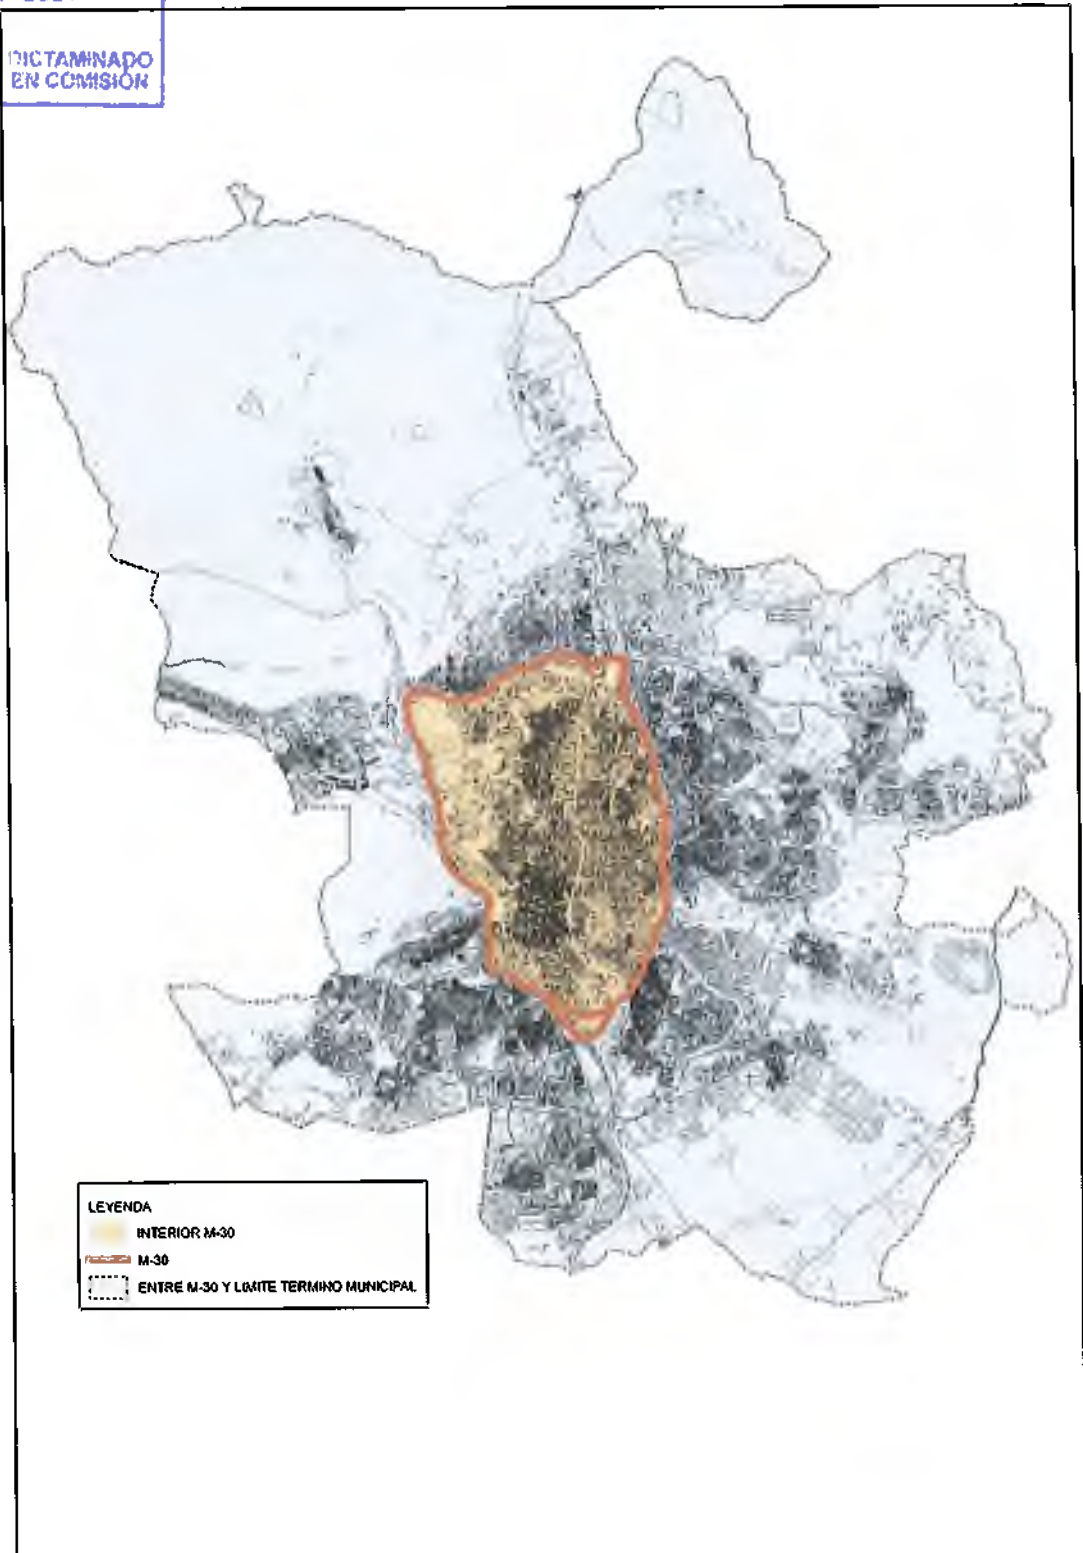 DICTAMINADO
EN COMISIÓN
LEYENDA
INTERIOR M-30
M-30
ENTRE M-30 Y LIMITE TERMINO MUNICIPAL